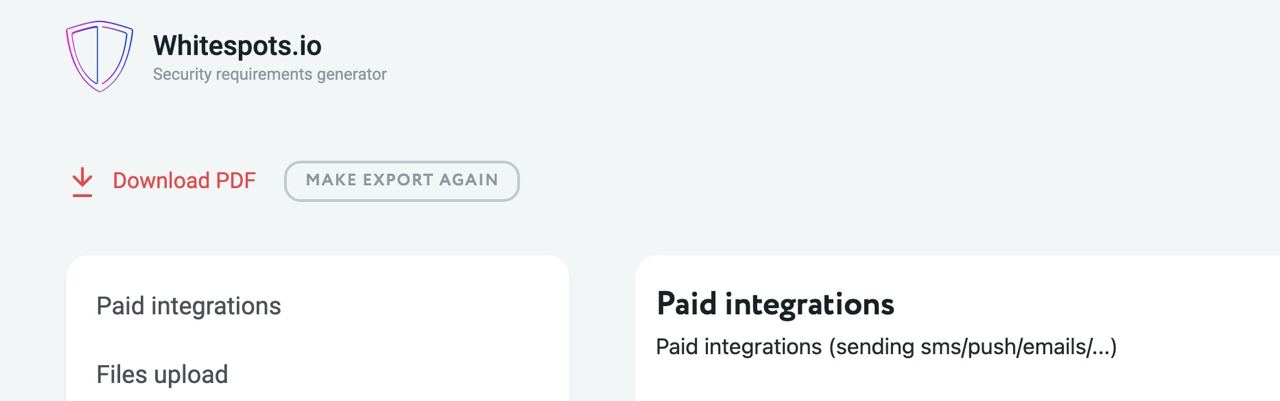 Whitespots.io
Security requirements generator
Download PDF
MAKE EXPORT AGAIN
Paid integrations
Files upload
Paid integrations
Paid integrations (sending sms/push/emails/...)